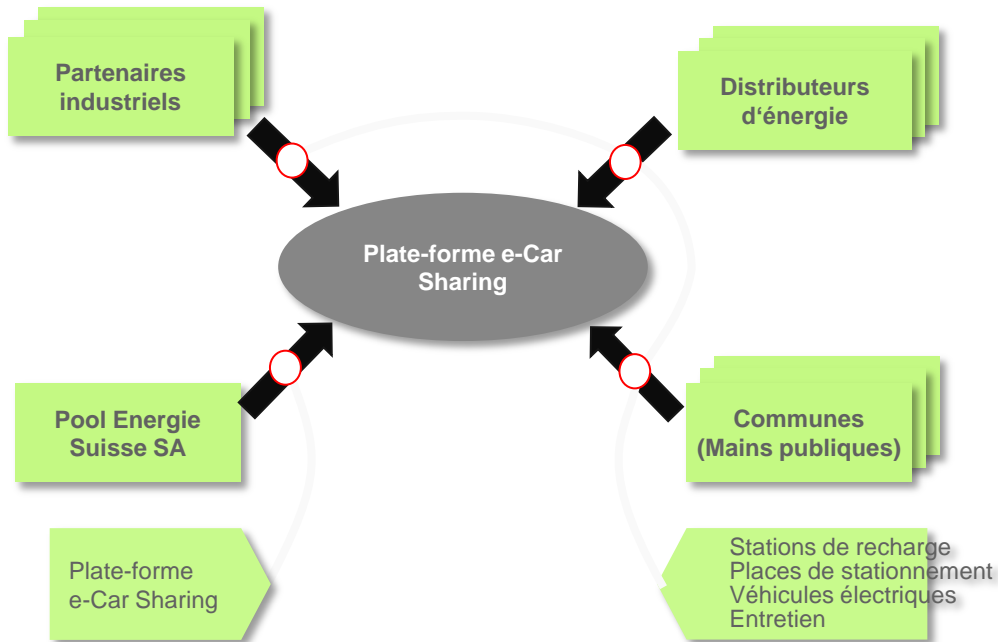 Partenaires
industriels
Distributeurs
d‘énergie
Plate-forme e-Car
Sharing
Pool Energie
Suisse SA
Communes
(Mains publiques)
Plate-forme
e-Car Sharing
Stations de recharge
Places de stationnement
Véhicules électriques
Entretien